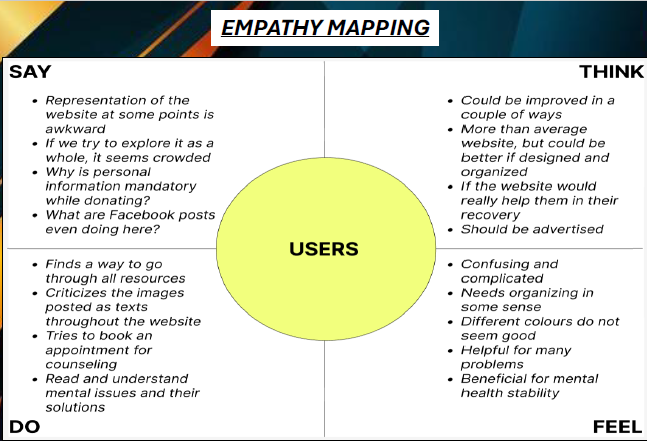 EMPATHY MAPPING
SAY
• Representation of the
website at some points is
awkward
• If we try to explore it as a
whole, it seems crowded
• Why is personal
information mandatory
while donating?
• What are Facebook posts
even doing here?
THINK
• Could be improved in a
couple of ways
• More than average
website, but could be
better if designed and
organized
• If the website would
really help them in their
recovery
• Should be advertised
USERS
• Finds a way to go
through all resources
• Criticizes the images
posted as texts
throughout the website
• Tries to book an
appointment for
counseling
• Read and understand
mental issues and their
solutions
DO
• Confusing and
complicated
• Needs organizing in
some sense
• Different colours do not
seem good
• Helpful for many
problems
• Beneficial for mental
health stability
FEEL